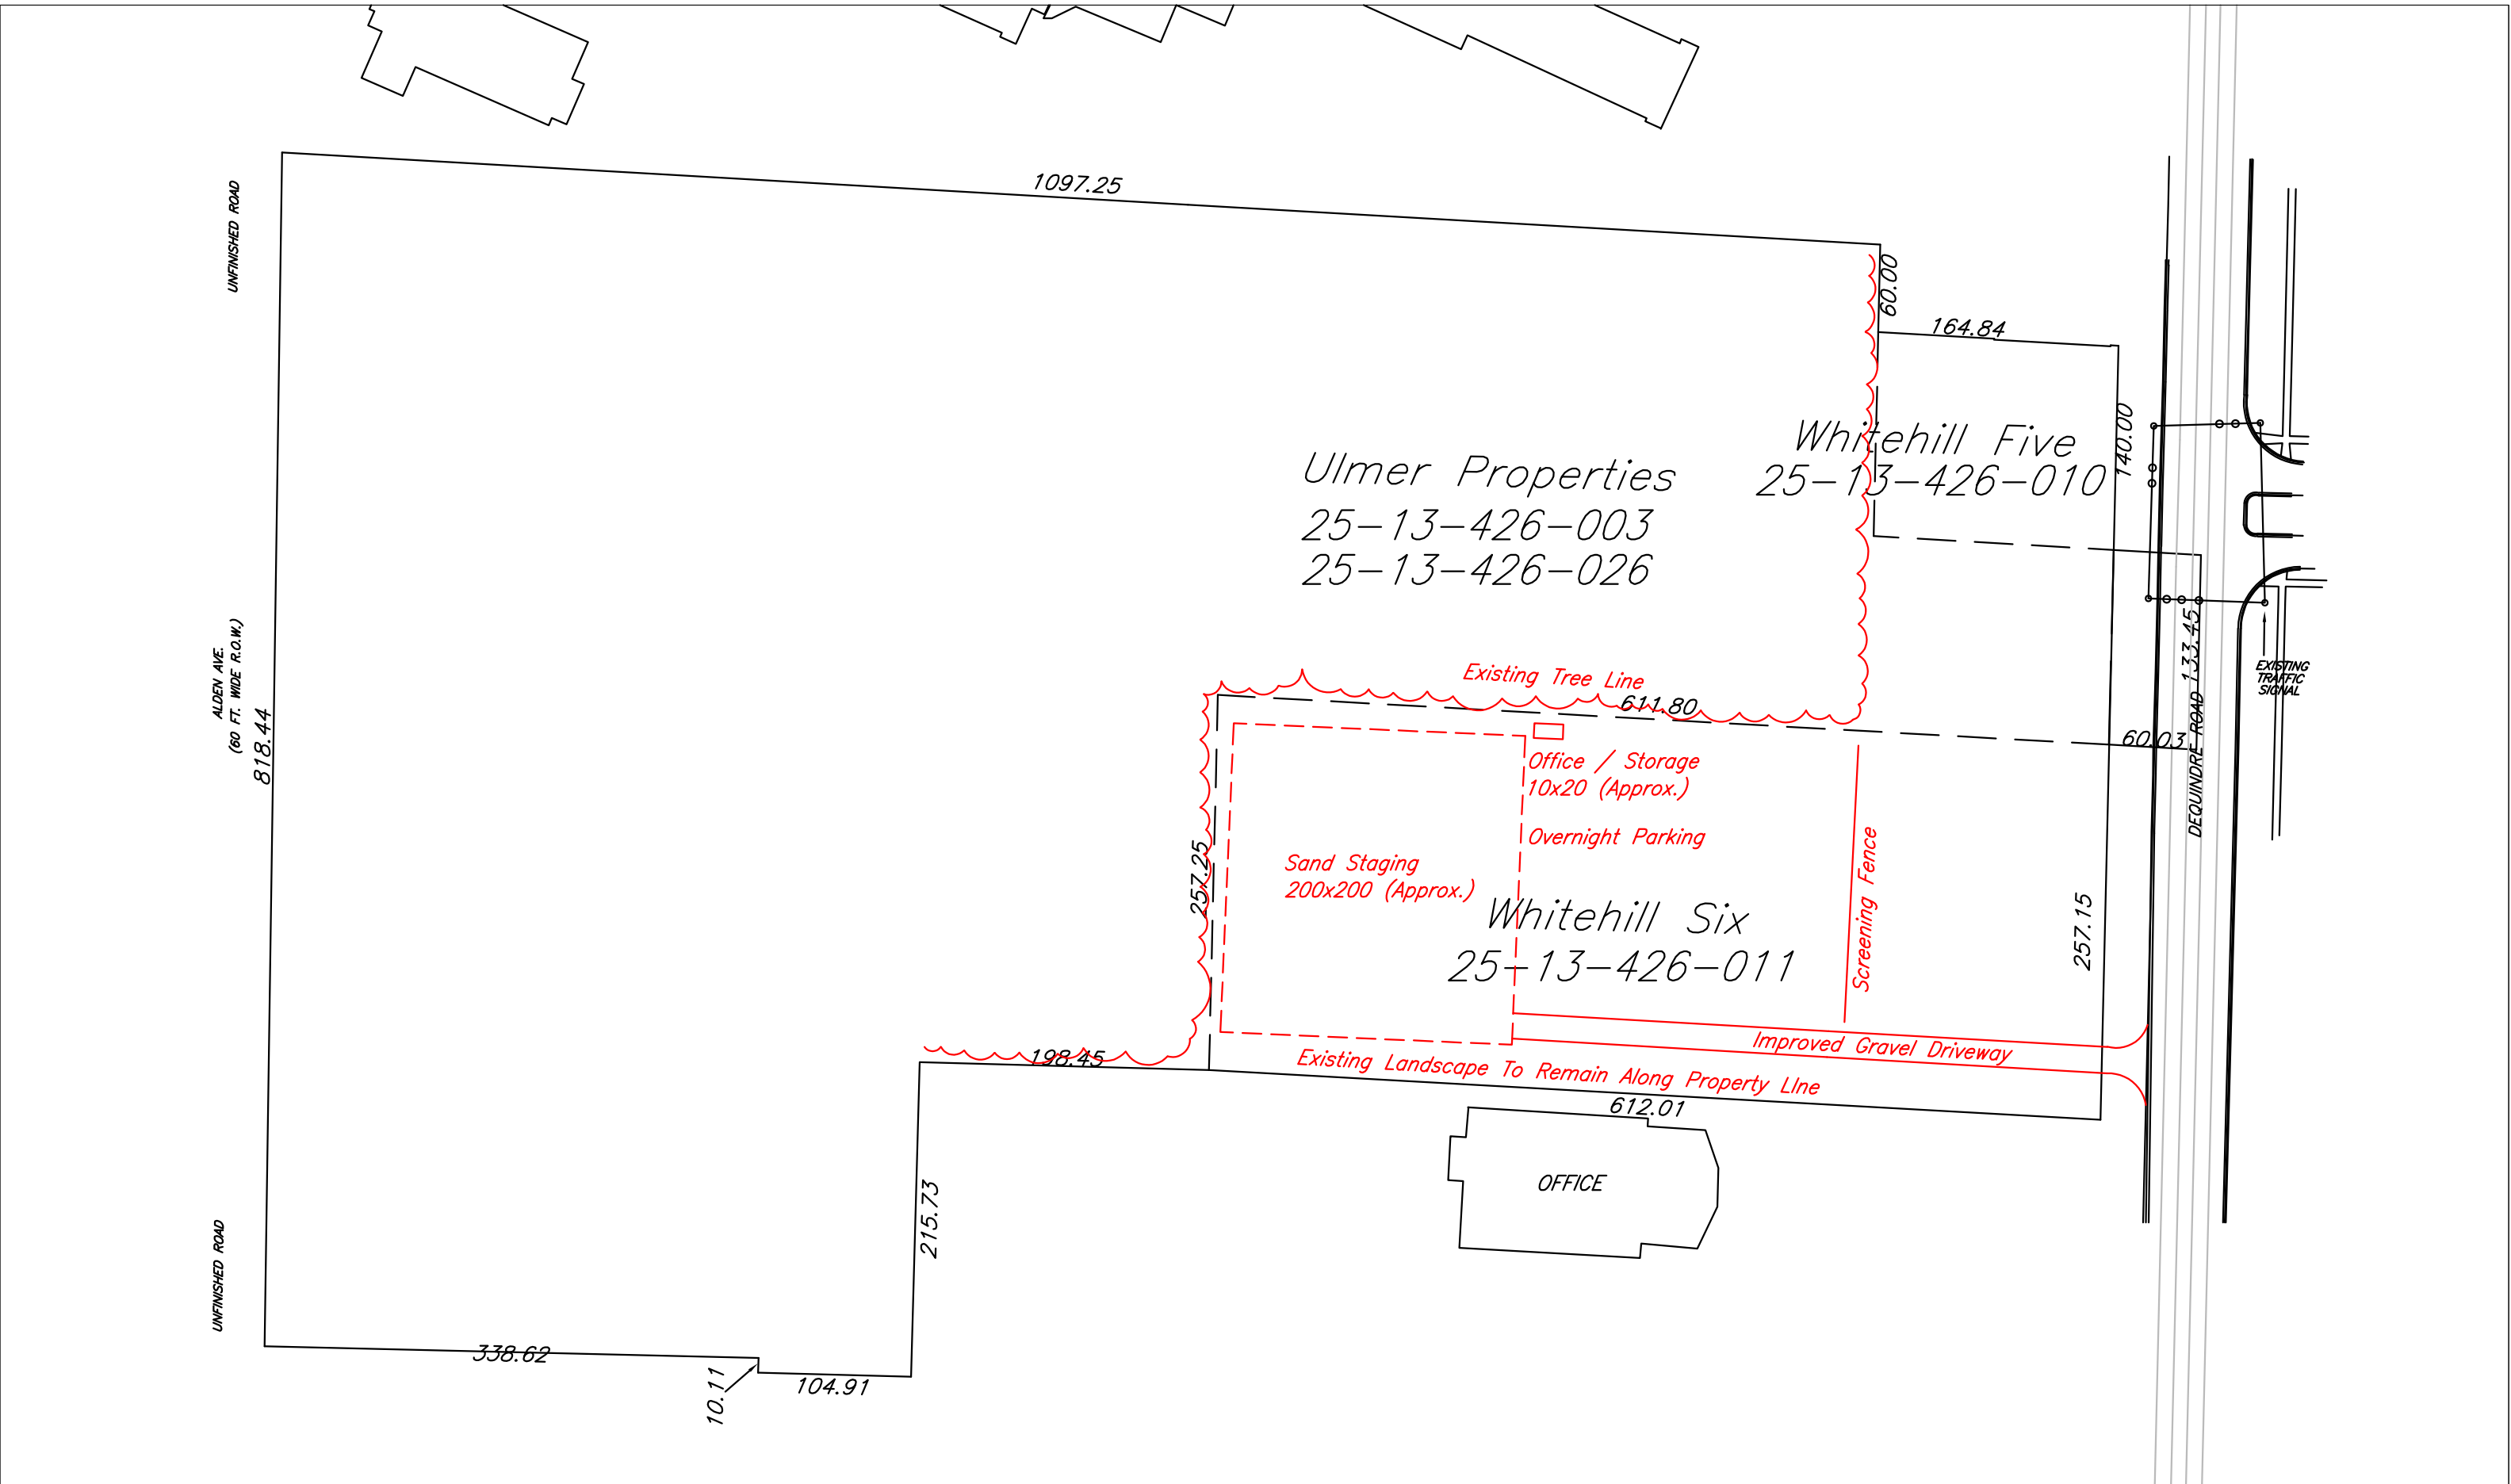 UNFINISHED ROAD
1097.25
60.00
164.84
Whitehill Five
25-13-426-010
140.00
Ulmer Properties
25-13-426-003
25-13-426-026
ALDEN AVE.
(60 FT. WIDE R.O.W.)
818.44
Existing Tree Line
611.80
133.45
EXISTING
TRAFFIC
SIGNAL
60.03
DEQUINDRE ROAD
Office / Storage
10x20 (Approx.)
Overnight Parking
Sand Staging
200x200 (Approx.)
257.25
Whitehill Six
25-13-426-011
Screening Fence
257.15
Improved Gravel Driveway
198.45
Existing Landscape To Remain Along Property LIne
612.01
OFFICE
215.73
UNFINISHED ROAD
338.62
10.11
104.91